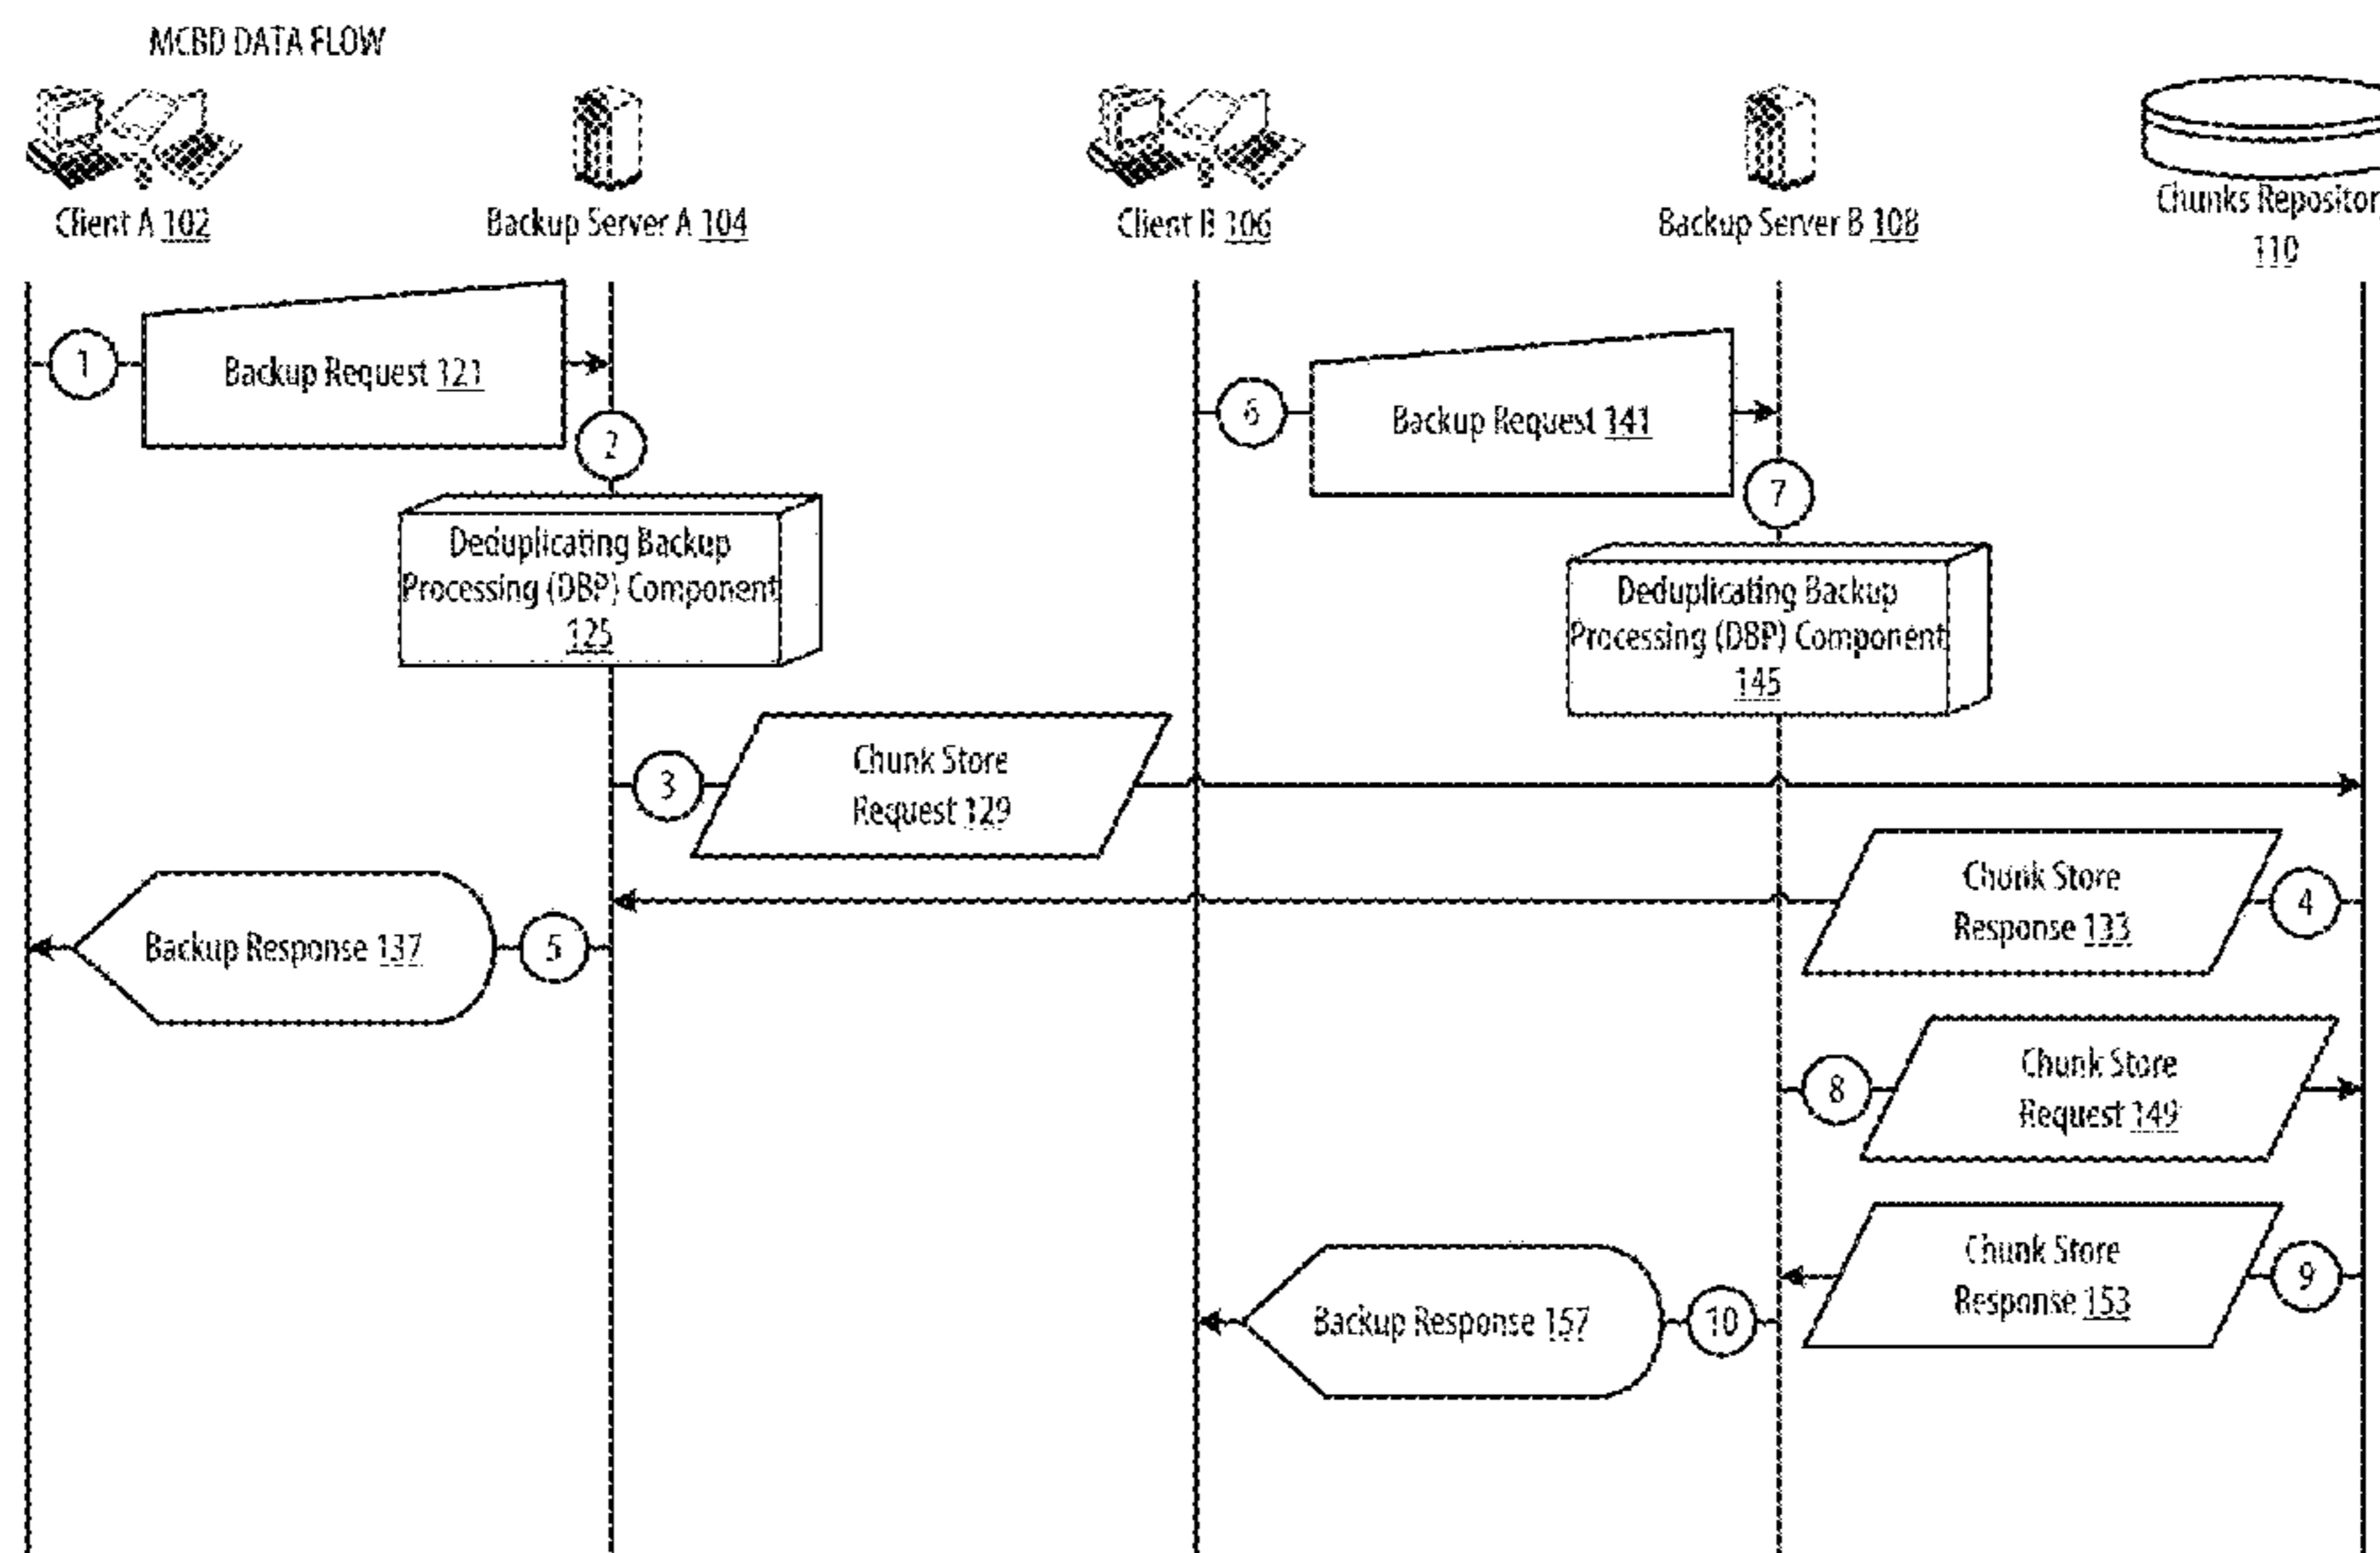 MCBD DATA FLOW
Client A 102
Backup Server A 104
Client B 106
Backup Server B 108
Chunks Repositor
110
1
Backup Request 121
2
Deduplicating Backup
Processing (DBP) Component
125
6
Backup Request 141
7
Deduplicating Backup
Processing (DBP) Component
145
3
Chunk Store
Request 129
Chunk Store
Response 133
4
Backup Response 137
5
8
Chunk Store
Request 149
Chunk Store
Response 153
9
Backup Response 157
10